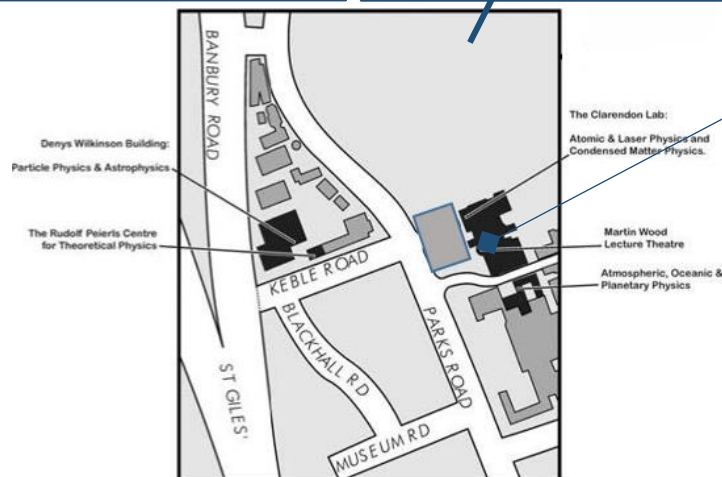 BANBURY ROAD
The Clarendon Lab:
Atomic & Laser Physics and
Condensed Matter Physics.
Denys Wilkinson Building:
Particle Physics & Astrophysics
The Rudolf Peierls Centre
for Theoretical Physics
Martin Wood
Lecture Theatre
Atmospheric, Oceanic &
Planetary Physics
KEBLE ROAD
BLACKHALL RD
PARKS ROAD
ST GILES'
MUSEUM RD